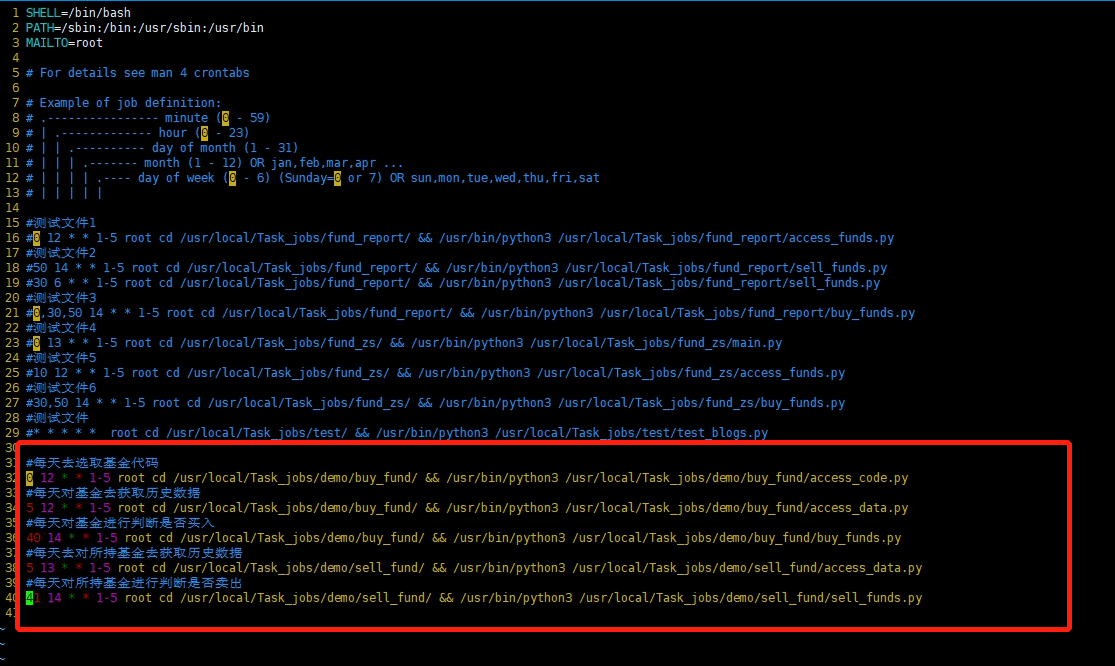 1 SHELL=/bin/bash
2 PATH=/sbin:/bin:/usr/sbin:/usr/bin
3 MAILTO=root
4
5 # For details see man 4 crontabs
6
7 # Example of job definition:
8 # .---------------- minute (0 - 59)
9 # | .------------- hour (0 - 23)
10 # | | .---------- day of month (1 - 31)
11 # | | | .------- month (1 - 12) OR jan,feb,mar,apr ...
12 # | | | | .---- day of week (0 - 6) (Sunday=0 or 7) OR sun,mon,tue,wed,thu,fri,sat
13 # | | | | |
14
15 #测试文件1
16 #0 12 * * 1-5 root cd /usr/local/Task_jobs/fund_report/ && /usr/bin/python3 /usr/local/Task_jobs/fund_report/access_funds.py
17 #测试文件2
18 #50 14 * * 1-5 root cd /usr/local/Task_jobs/fund_report/ && /usr/bin/python3 /usr/local/Task_jobs/fund_report/sell_funds.py
19 #30 6 * * 1-5 root cd /usr/local/Task_jobs/fund_report/ && /usr/bin/python3 /usr/local/Task_jobs/fund_report/sell_funds.py
20 #测试文件3
21 #0,30,50 14 * * 1-5 root cd /usr/local/Task_jobs/fund_report/ && /usr/bin/python3 /usr/local/Task_jobs/fund_report/buy_funds.py
22 #测试文件4
23 #0 13 * * 1-5 root cd /usr/local/Task_jobs/fund_zs/ && /usr/bin/python3 /usr/local/Task_jobs/fund_zs/main.py
24 #测试文件5
25 #10 12 * * 1-5 root cd /usr/local/Task_jobs/fund_zs/ && /usr/bin/python3 /usr/local/Task_jobs/fund_zs/access_funds.py
26 #测试文件6
27 #30,50 14 * * 1-5 root cd /usr/local/Task_jobs/fund_zs/ && /usr/bin/python3 /usr/local/Task_jobs/fund_zs/buy_funds.py
28 #测试文件
29 #* * * * *  root cd /usr/local/Task_jobs/test/ && /usr/bin/python3 /usr/local/Task_jobs/test/test_blogs.py
30
31 #每天去选取基金代码
32 0 12 * * 1-5 root cd /usr/local/Task_jobs/demo/buy_fund/ && /usr/bin/python3 /usr/local/Task_jobs/demo/buy_fund/access_code.py
33 #每天对基金去获取历史数据
34 5 12 * * 1-5 root cd /usr/local/Task_jobs/demo/buy_fund/ && /usr/bin/python3 /usr/local/Task_jobs/demo/buy_fund/access_data.py
35 #每天对基金进行判断是否买入
36 40 14 * * 1-5 root cd /usr/local/Task_jobs/demo/buy_fund/ && /usr/bin/python3 /usr/local/Task_jobs/demo/buy_fund/buy_funds.py
37 #每天去对所持基金去获取历史数据
38 5 13 * * 1-5 root cd /usr/local/Task_jobs/demo/sell_fund/ && /usr/bin/python3 /usr/local/Task_jobs/demo/sell_fund/access_data.py
39 #每天对所持基金进行判断是否卖出
40 41 14 * * 1-5 root cd /usr/local/Task_jobs/demo/sell_fund/ && /usr/bin/python3 /usr/local/Task_jobs/demo/sell_fund/sell_funds.py
41
~
~
~